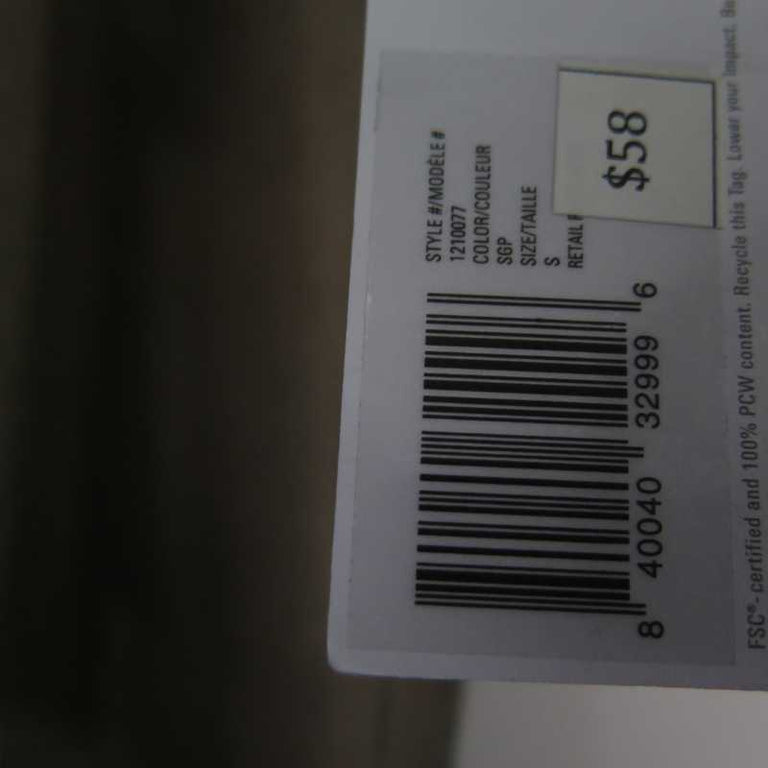 STYLE #/MODÈLE #
1210077
COLOR/COULEUR
SGP
SIZE/TAILLE
S
RETAIL
$58
8 40040 32999 6
FSC®-certified and 100% PCW content. Recycle this Tag. Lower your impact.